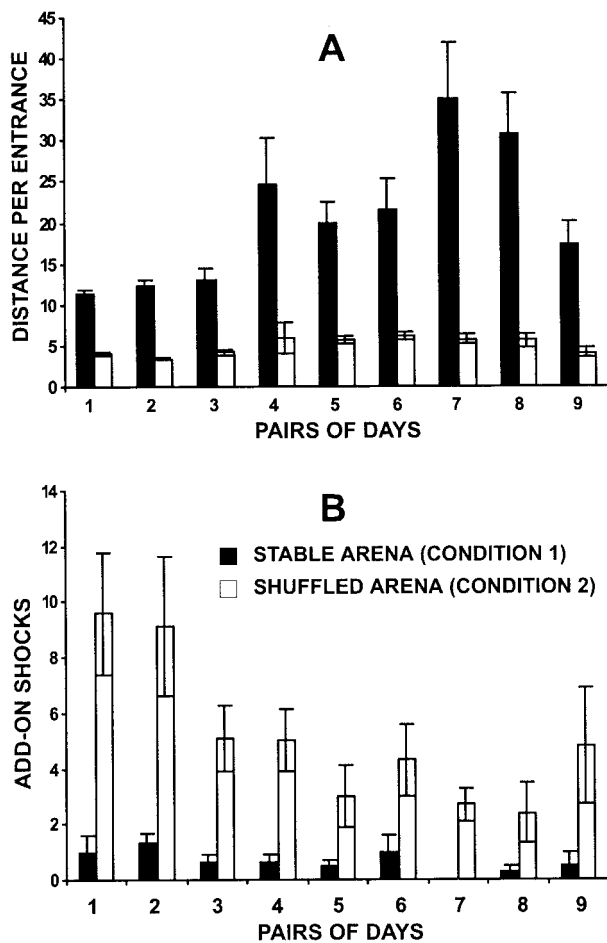 A
DISTANCE PER ENTRANCE
45
40
35
30
25
20
15
10
5
0
1 2 3 4 5 6 7 8 9
PAIRS OF DAYS
B
ADD-ON SHOCKS
14
12
10
8
6
4
2
0
STABLE ARENA (CONDITION 1)
SHUFFLED ARENA (CONDITION 2)
1 2 3 4 5 6 7 8 9
PAIRS OF DAYS